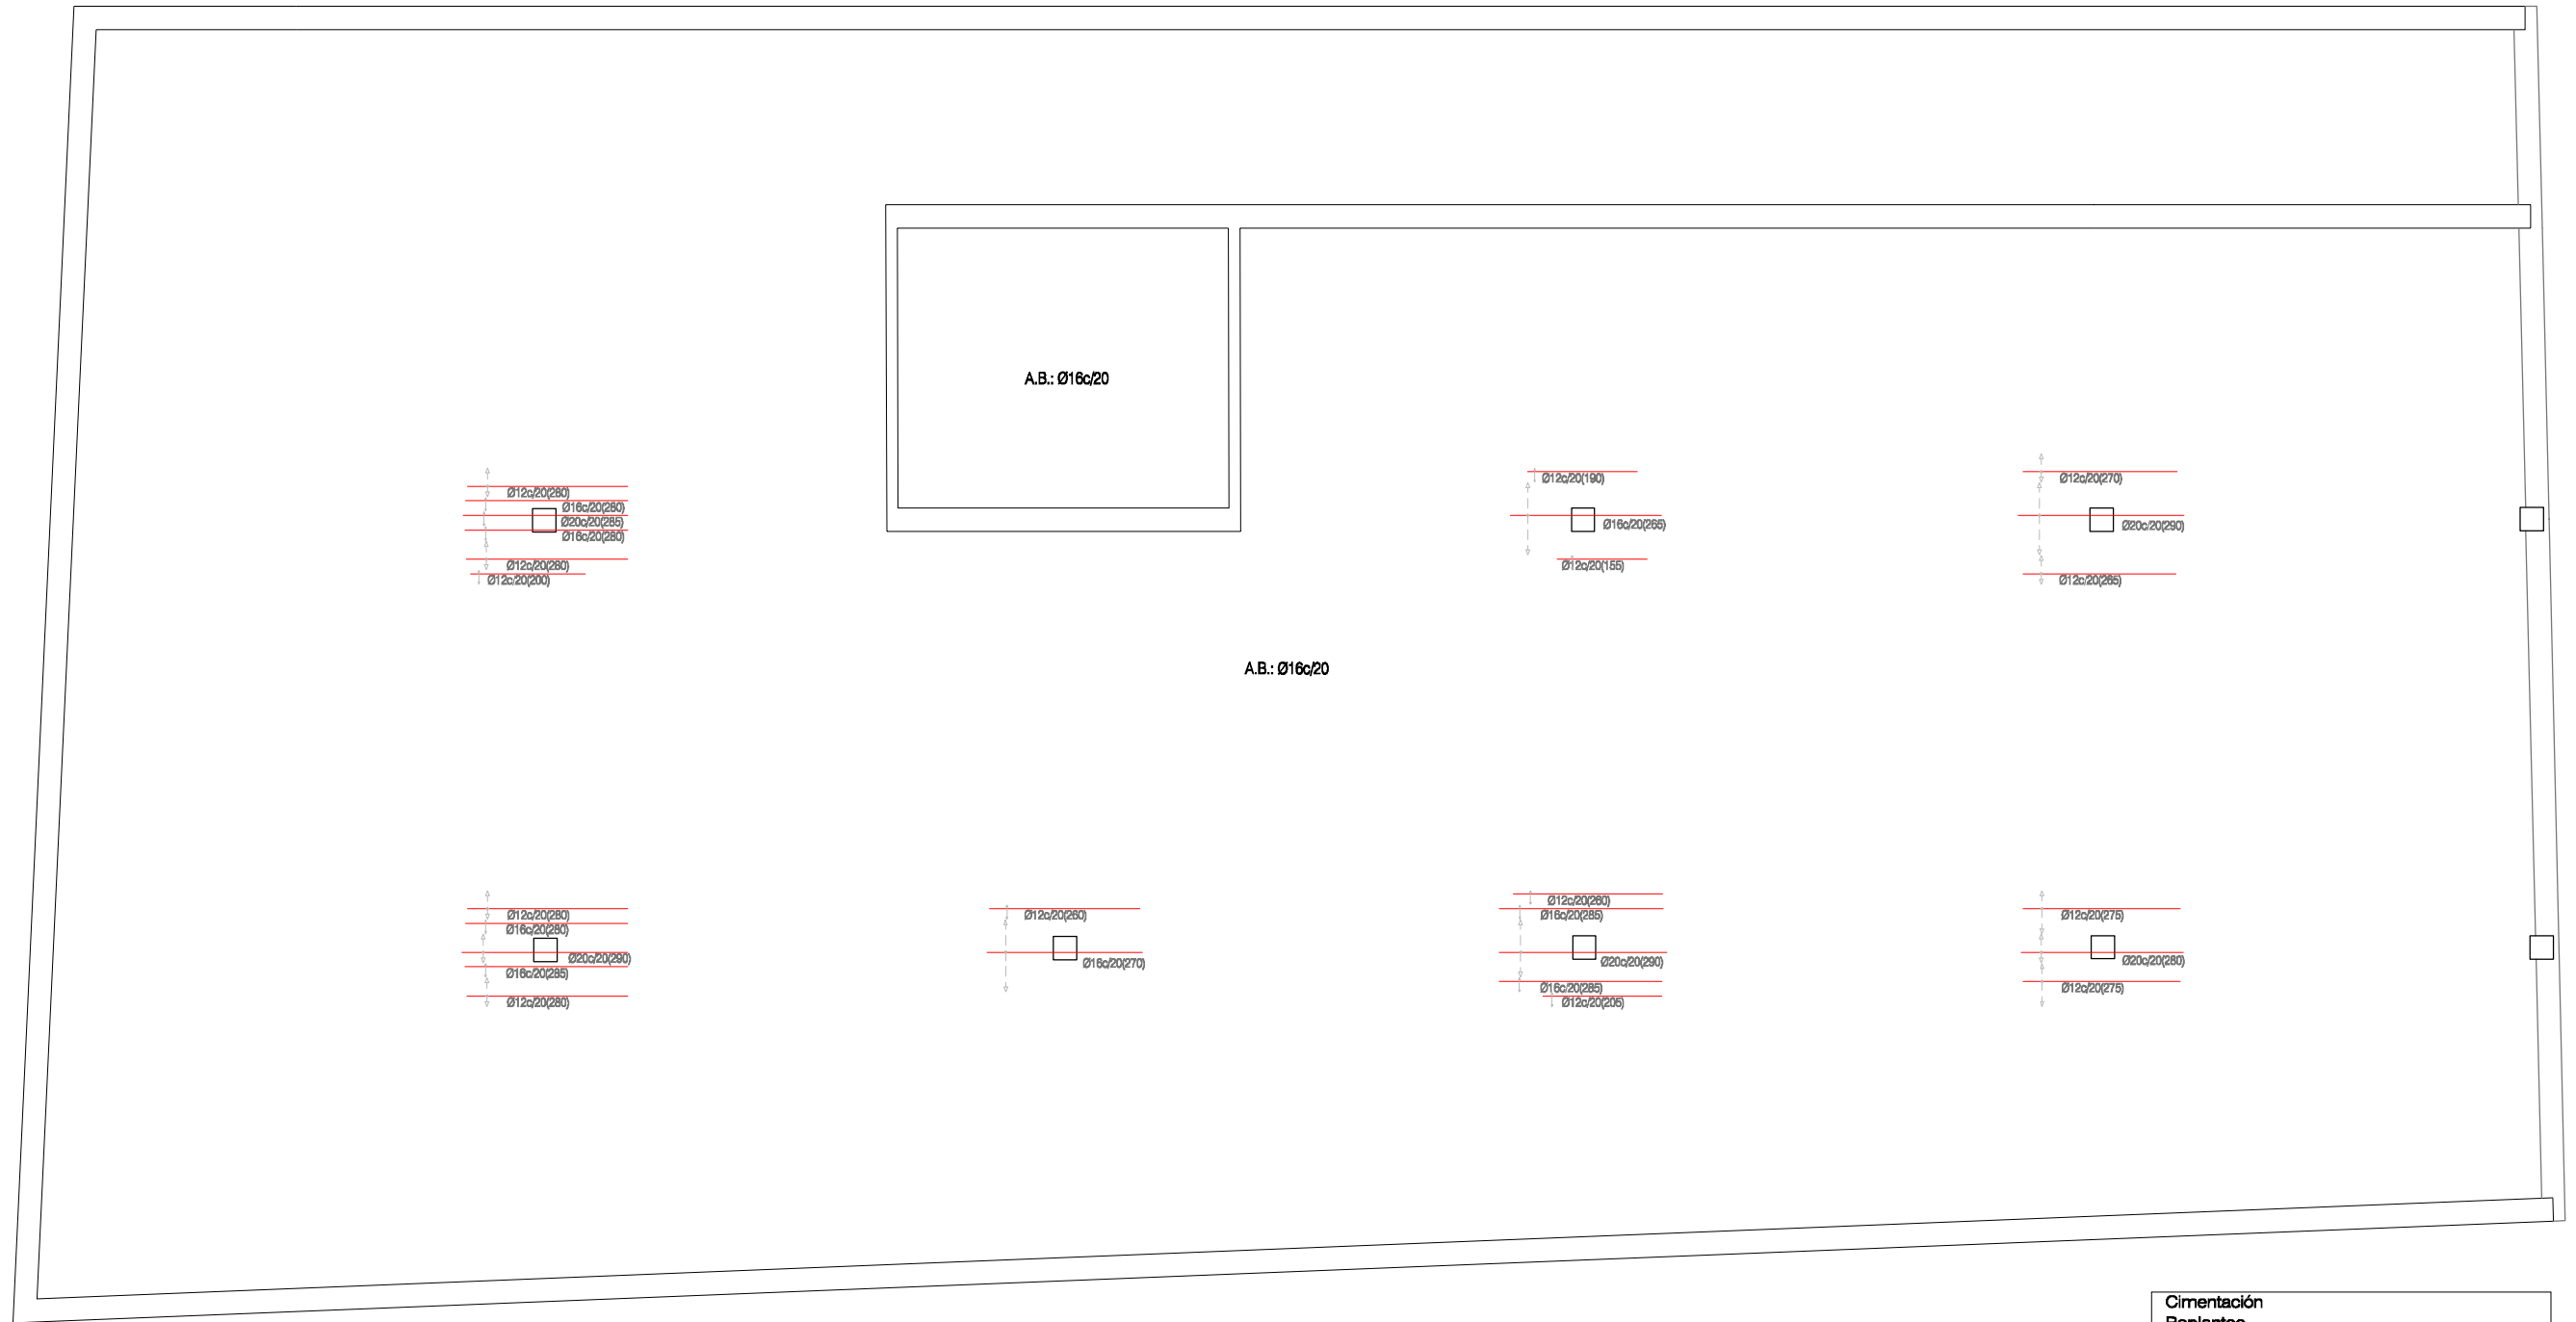 A.B.: Ø16c/20
Ø12c/20(280)
Ø16c/20(280)
Ø20c/20(285)
Ø16c/20(280)
Ø12c/20(280)
Ø12c/20(200)
Ø12c/20(190)
Ø16c/20(265)
Ø12c/20(155)
Ø12c/20(270)
Ø20c/20(290)
Ø12c/20(265)
A.B.: Ø16c/20
Ø12c/20(280)
Ø16c/20(280)
Ø20c/20(290)
Ø16c/20(285)
Ø12c/20(280)
Ø12c/20(260)
Ø16c/20(270)
Ø12c/20(260)
Ø16c/20(285)
Ø20c/20(290)
Ø16c/20(285)
Ø12c/20(205)
Ø12c/20(275)
Ø20c/20(280)
Ø12c/20(275)
Cimentación
Replanteo